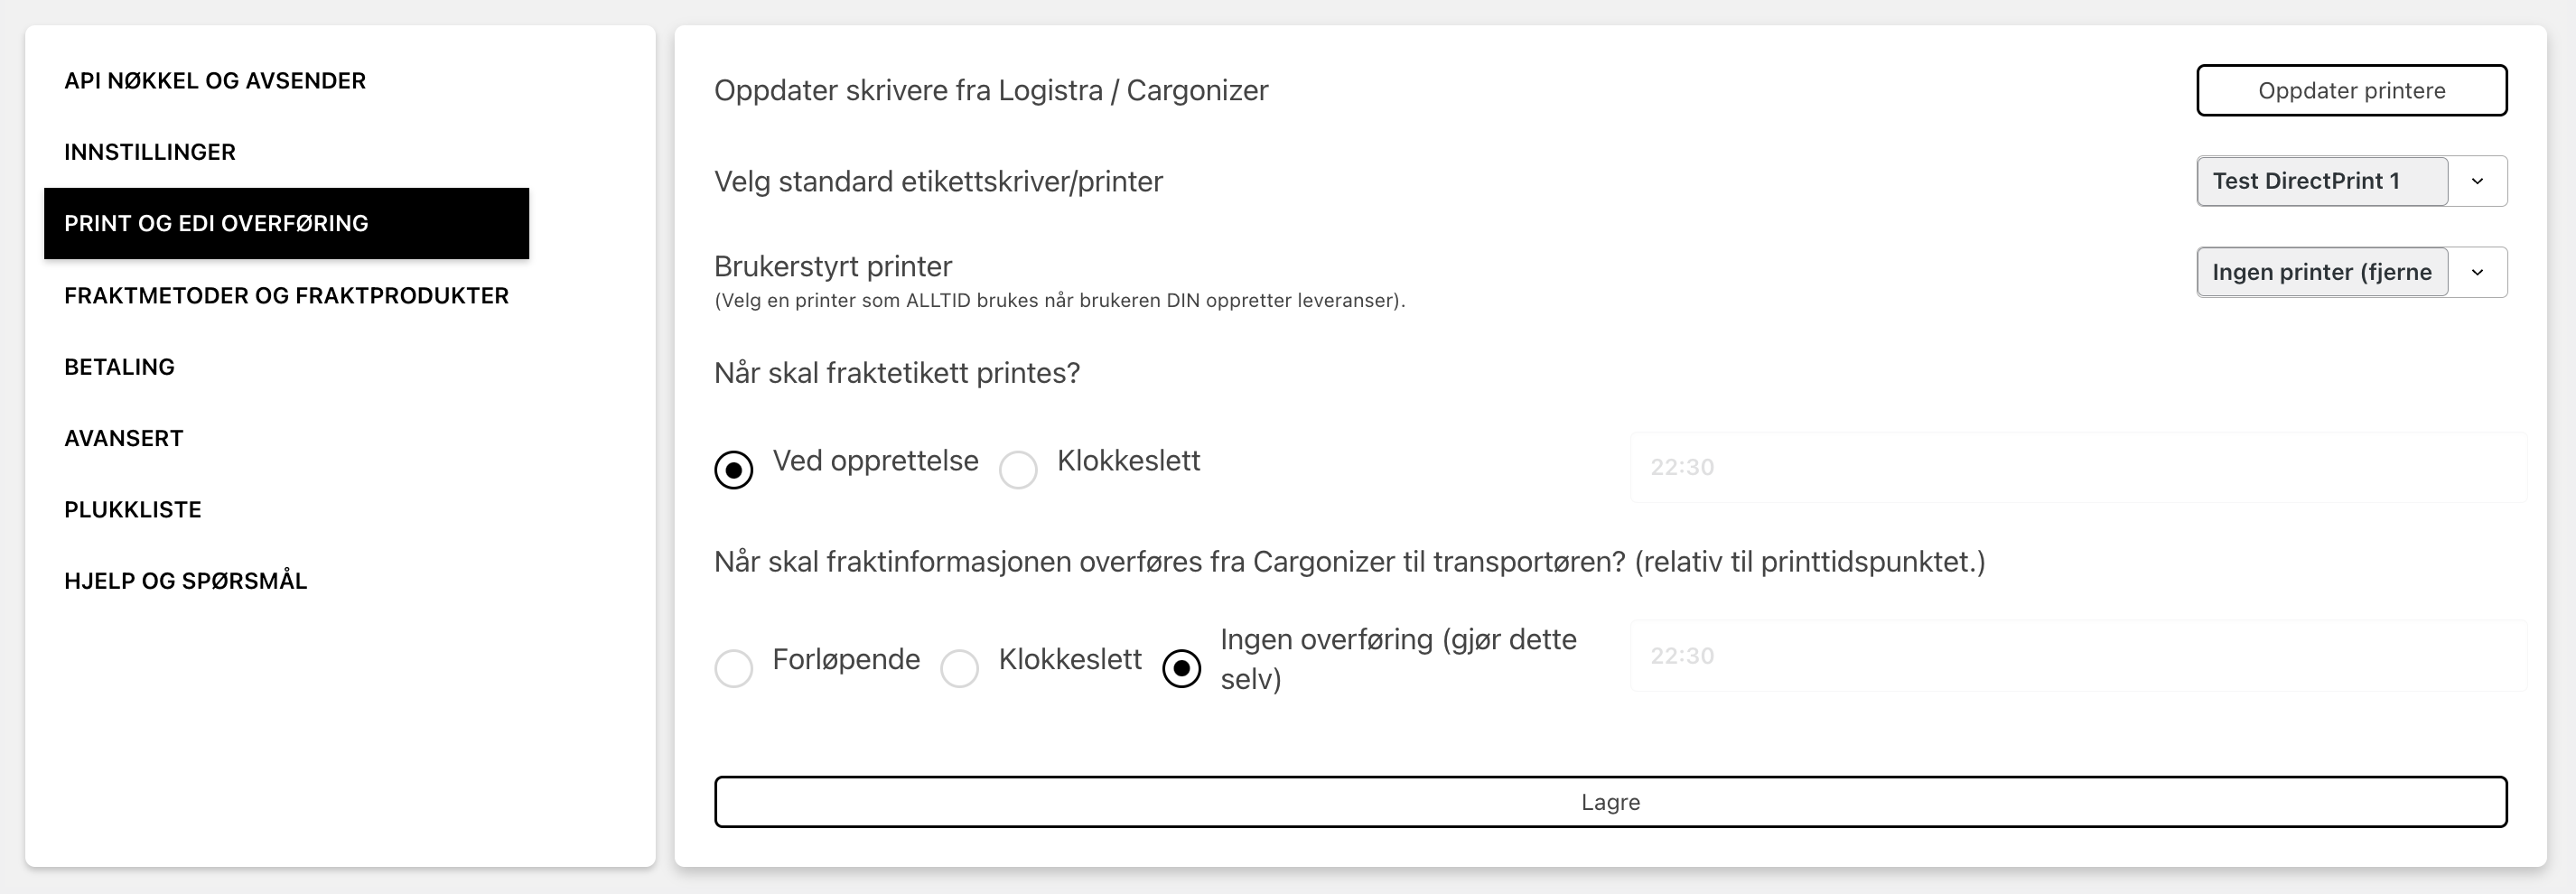 API NØKKEL OG AVSENDER
INNSTILLINGER
PRINT OG EDI OVERFØRING
FRAKTMETODER OG FRAKTPRODUKTER
BETALING
AVANSERT
PLUKKLISTE
HJELP OG SPØRSMÅL
Oppdater skrivere fra Logistra / Cargonizer
Oppdater printere
Velg standard etikettskriver/printer
Test DirectPrint 1
Brukerstyrt printer
Ingen printer (fjerne
(Velg en printer som ALLTID brukes når brukeren DIN oppretter leveranser).
Når skal fraktetikett printes?
Ved opprettelse
Klokkeslett
22:30
Når skal fraktinformasjonen overføres fra Cargonizer til transportøren? (relativ til printtidspunktet.)
Forløpende
Klokkeslett
Ingen overføring (gjør dette
selv)
22:30
Lagre